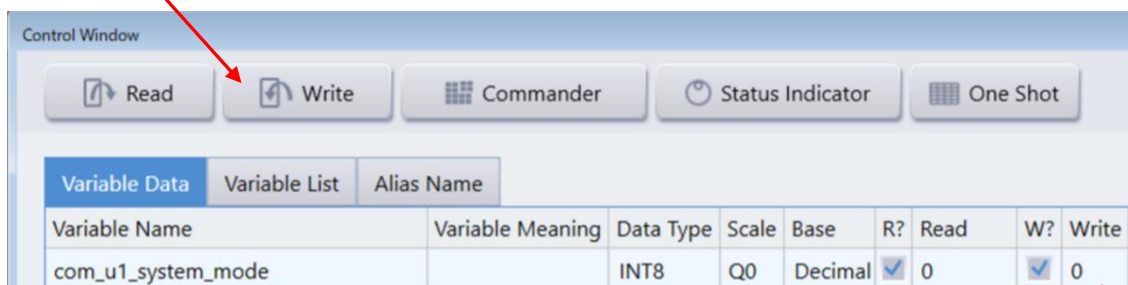 Control Window
Read Write Commander Status Indicator One Shot
Variable Data Variable List Alias Name
Variable Name Variable Meaning Data Type Scale Base R? Read W? Write
com_u1_system_mode INT8 Q0 Decimal 0 0